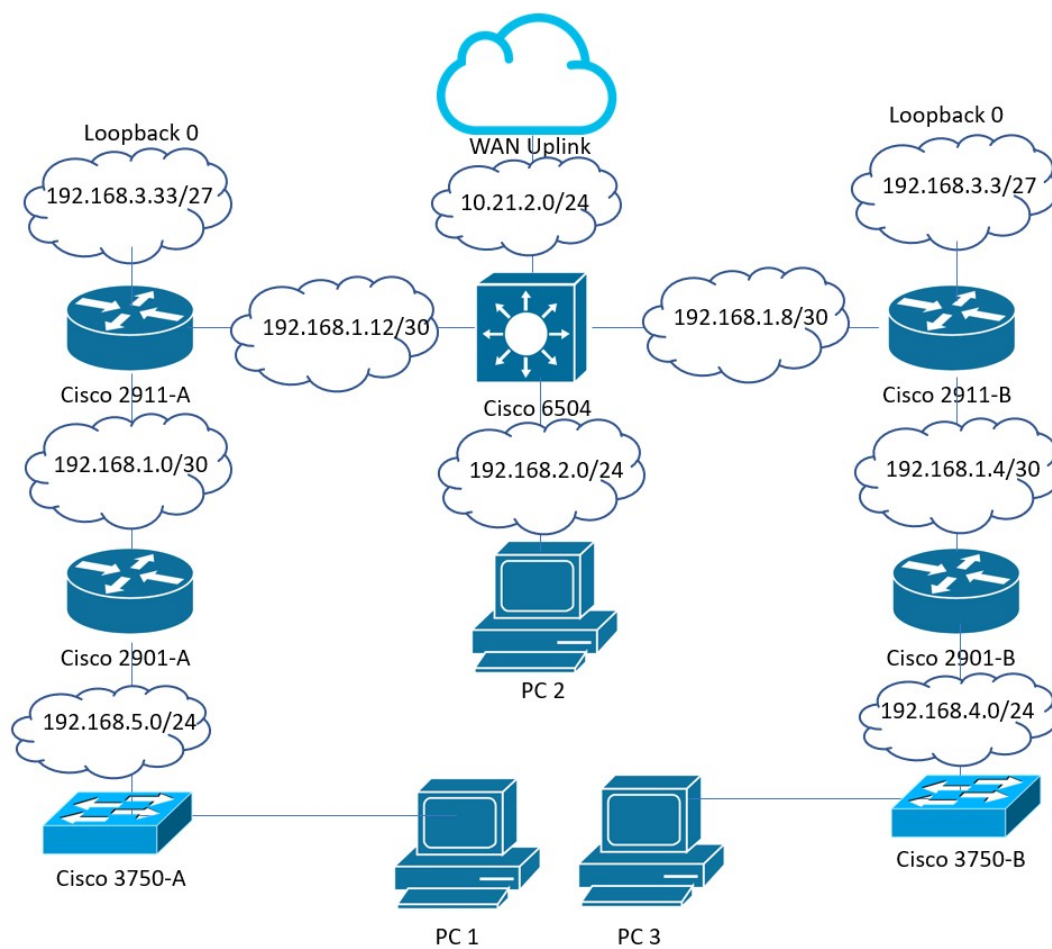 WAN Uplink
Loopback 0
Loopback 0
192.168.3.33/27
10.21.2.0/24
192.168.3.3/27
192.168.1.12/30
192.168.1.8/30
Cisco 2911-A
Cisco 6504
Cisco 2911-B
192.168.1.0/30
192.168.2.0/24
192.168.1.4/30
Cisco 2901-A
PC 2
Cisco 2901-B
192.168.5.0/24
192.168.4.0/24
Cisco 3750-A
Cisco 3750-B
PC 1
PC 3